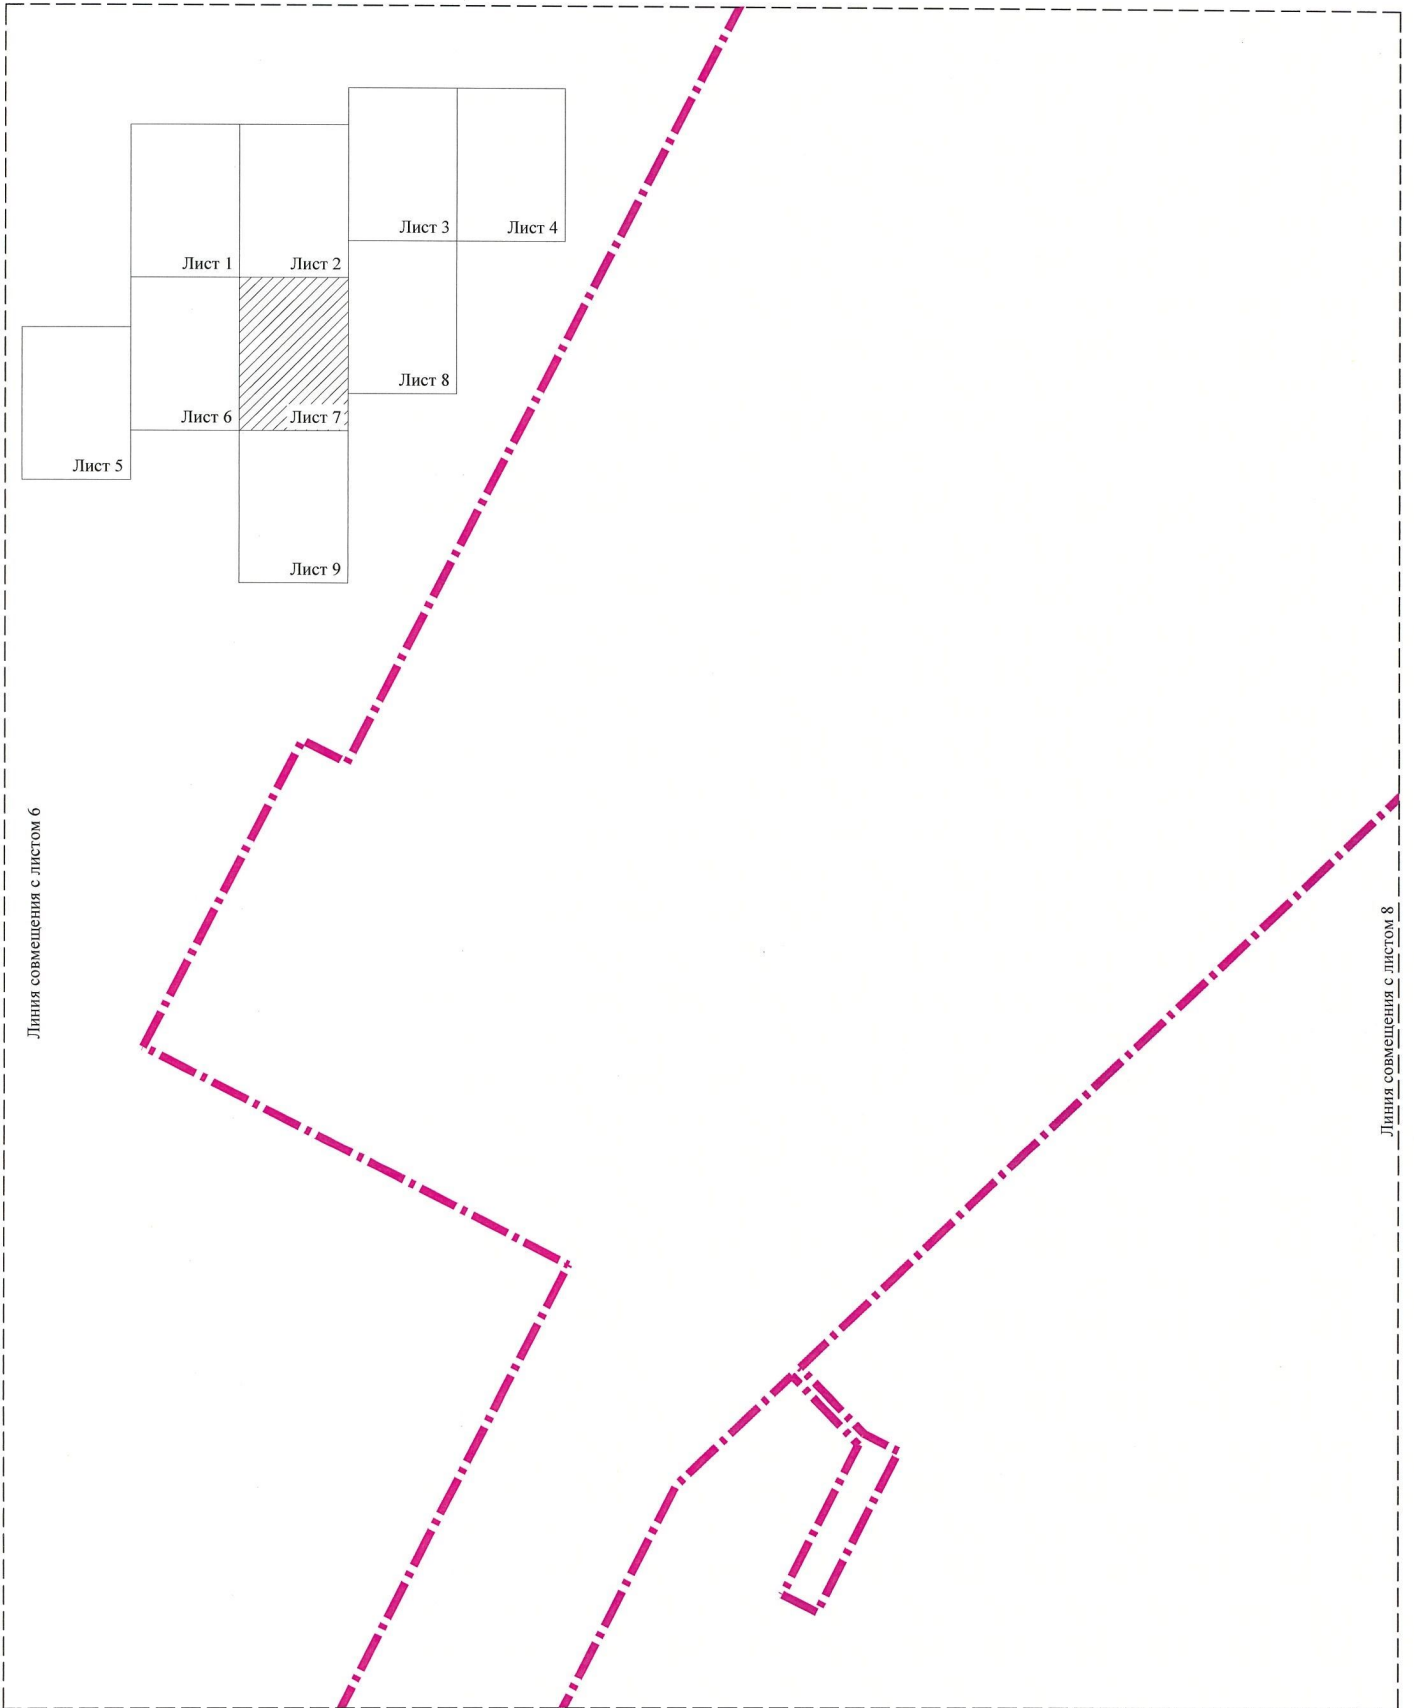 Лист 3
Лист 4
Лист 1
Лист 2
Лист 8
Лист 6
Лист 7
Лист 5
Лист 9
Линия совмещения с листом 6
Линия совмещения с листом 8